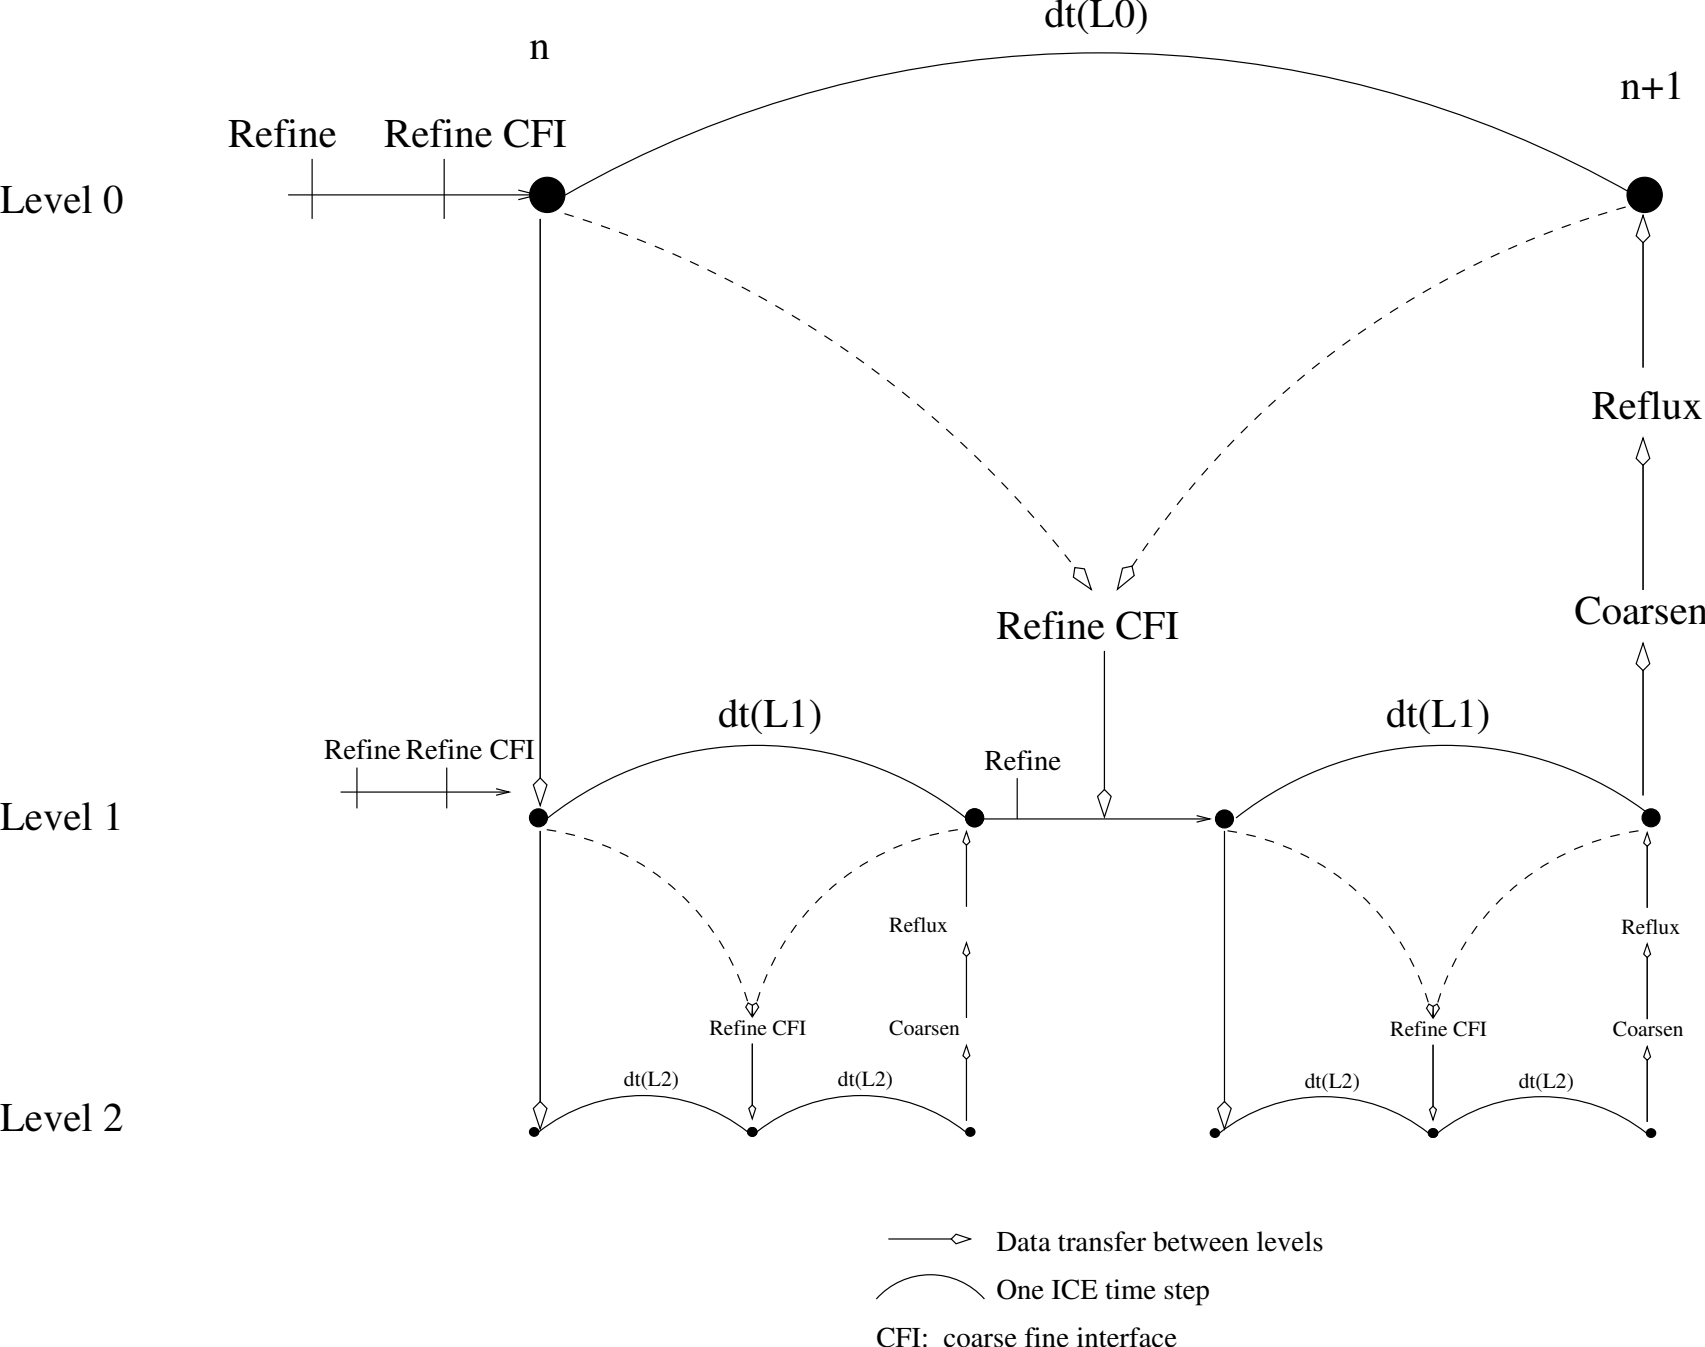 dt(L0)
n
n+1
Refine
Refine CFI
Level 0
Reflux
Coarsen
Refine CFI
dt(L1)
dt(L1)
Refine
Refine CFI
Refine
Level 1
Reflux
Reflux
Refine CFI
Coarsen
Refine CFI
Coarsen
dt(L2)
dt(L2)
dt(L2)
dt(L2)
Level 2
Data transfer between levels
One ICE time step
CFI: coarse fine interface